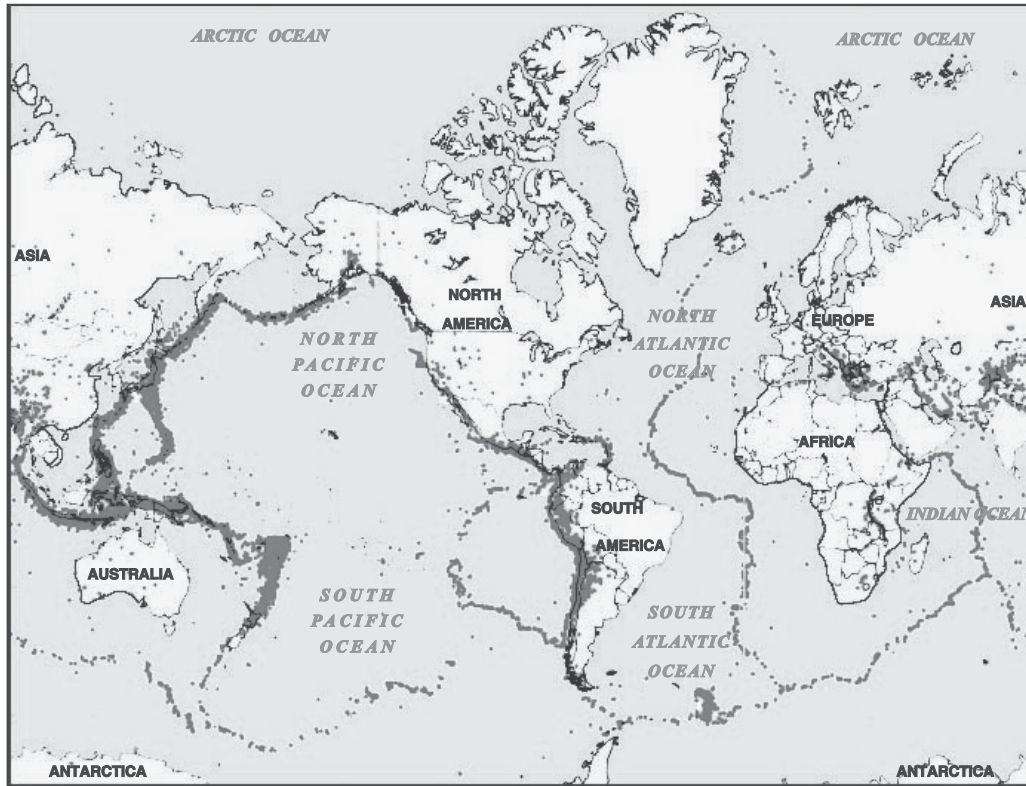 ARCTIC OCEAN
ARCTIC OCEAN
ASIA
NORTH
AMERICA
NORTH
PACIFIC
OCEAN
NORTH
ATLANTIC
OCEAN
EUROPE
ASIA
AFRICA
SOUTH
AMERICA
INDIAN OCEAN
AUSTRALIA
SOUTH
PACIFIC
OCEAN
SOUTH
ATLANTIC
OCEAN
ANTARCTICA
ANTARCTICA